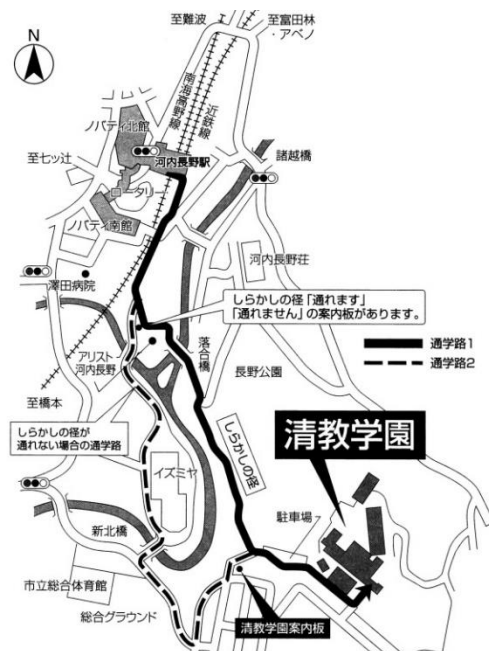 至難波
至富田林
・アベノ
N
南海高野線
近鉄線
ノバティ北館
河内長野駅
諸越橋
至七ッ辻
ロータリー
ノバティ南館
河内長野荘
澤田病院
しらかしの径「通れます」
「通れません」の案内板があります。
通学路1
通学路2
アリスト
河内長野
落合橋
長野公園
至橋本
しらかしの径が
通れない場合の通学路
しらかしの径
清教学園
イズミヤ
駐車場
新北橋
市立総合体育館
総合グラウンド
清教学園案内板